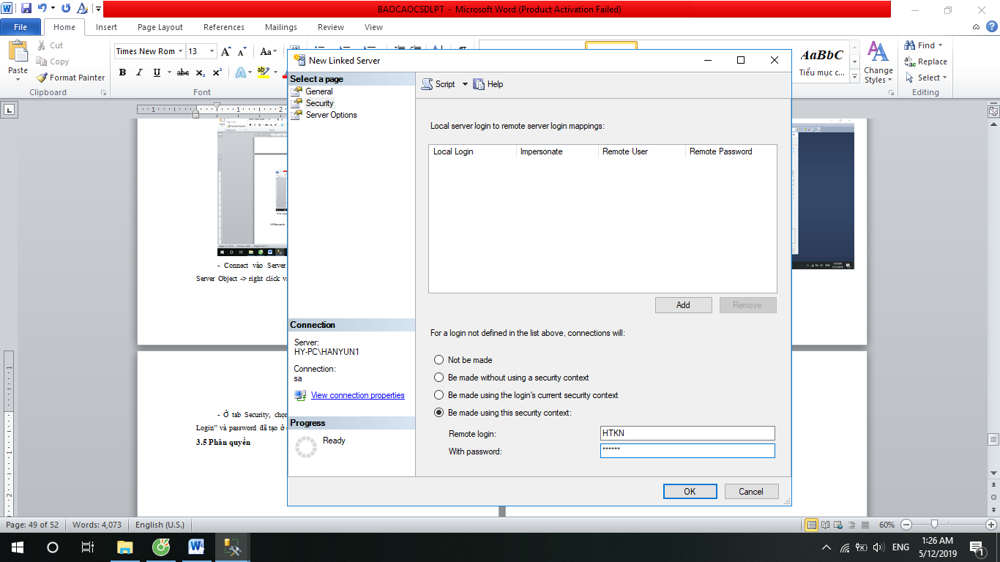 BAOCAOCSDLPT - Microsoft Word (Product Activation Failed)
File Home Insert Page Layout References Mailings Review View
Paste
Cut
Copy
Format Painter
Clipboard
Times New Rom 13
Font
AaBbC
Tiểu mục c...
Change
Styles
Find
Replace
Select
Editing
New Linked Server
Select a page
General
Security
Server Options
Script Help
Local server login to remote server login mappings:
Local Login Impersonate Remote User Remote Password
Add Remove
For a login not defined in the list above, connections will:
Not be made
Be made without using a security context
Be made using the login's current security context
Be made using this security context:
Remote login: HTKN
With password: ******
OK Cancel
Connection
Server:
HY-PC\HANYUN1
Connection:
sa
View connection properties
Progress
Ready
- Connect vào Server
Server Object -> right click
- Ở tab Security, chọn
Login” và password đã tạo ở
3.5 Phân quyền
Page: 49 of 52 Words: 4,073 English (U.S.) 60%
ENG 1:26 AM
5/12/2019
1